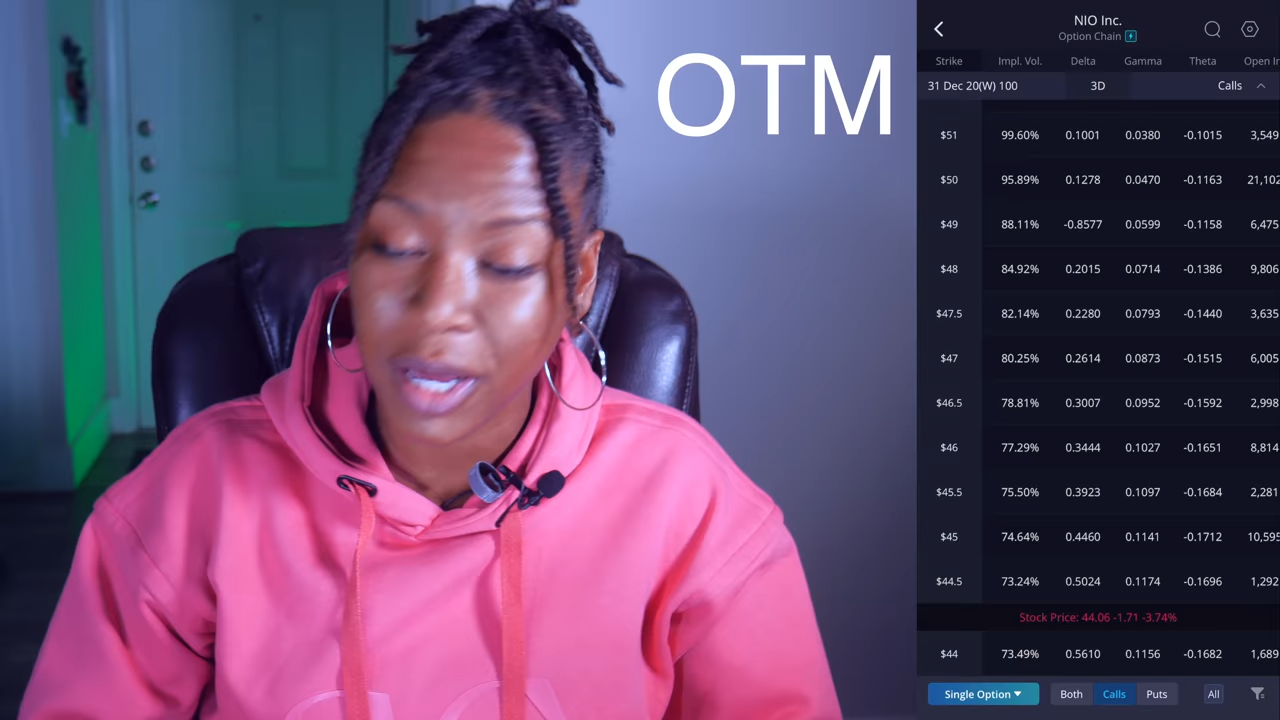 OTM
NIO Inc.
Option Chain
Strike Impl. Vol. Delta Gamma Theta Open
31 Dec 20(W) 100 3D Calls
$51 99.60% 0.1001 0.0380 -0.1015 3,549
$50 95.89% 0.1278 0.0470 -0.1163 21,102
$49 88.11% -0.8577 0.0599 -0.1158 6,475
$48 84.92% 0.2015 0.0714 -0.1386 9,806
$47.5 82.14% 0.2280 0.0793 -0.1440 3,635
$47 80.25% 0.2614 0.0873 -0.1515 6,005
$46.5 78.81% 0.3007 0.0952 -0.1592 2,998
$46 77.29% 0.3444 0.1027 -0.1651 8,814
$45.5 75.50% 0.3923 0.1097 -0.1684 2,281
$45 74.64% 0.4460 0.1141 -0.1712 10,595
$44.5 73.24% 0.5024 0.1174 -0.1696 1,292
Stock Price: 44.06 -1.71 -3.74%
$44 73.49% 0.5610 0.1156 -0.1682 1,689
Single Option Both Calls Puts All